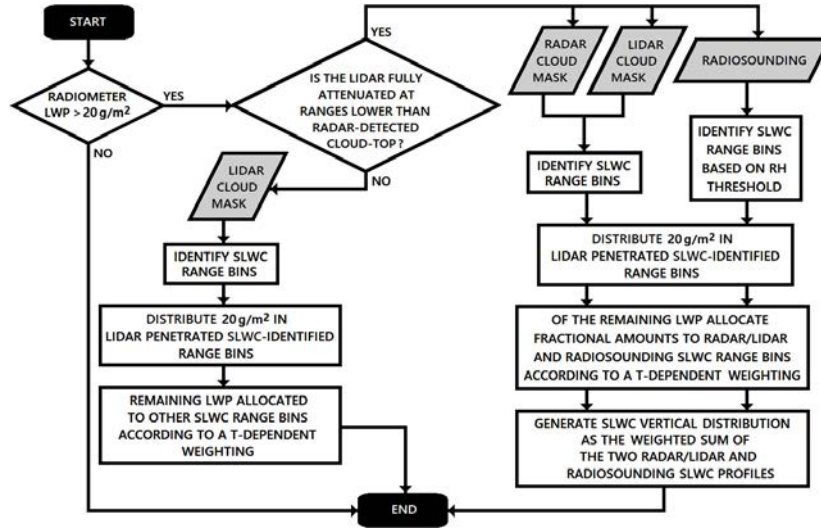 START
RADIOMETER
LWP > 20 g/m2
YES
NO
IS THE LIDAR FULLY
ATTENUATED AT
RANGES LOWER THAN
RADAR-DETECTED
CLOUD-TOP ?
YES
NO
LIDAR
CLOUD
MASK
IDENTIFY SLWC
RANGE BINS
DISTRIBUTE 20 g/m2 IN
LIDAR PENETRATED SLWC-IDENTIFIED
RANGE BINS
REMAINING LWP ALLOCATED
TO OTHER SLWC RANGE BINS
ACCORDING TO A T-DEPENDENT
WEIGHTING
RADAR
CLOUD
MASK
LIDAR
CLOUD
MASK
RADIOSOUNDING
IDENTIFY SLWC
RANGE BINS
IDENTIFY SLWC
RANGE BINS
BASED ON RH
THRESHOLD
DISTRIBUTE 20 g/m2 IN
LIDAR PENETRATED SLWC-IDENTIFIED
RANGE BINS
OF THE REMAINING LWP ALLOCATE
FRACTIONAL AMOUNTS TO RADAR/LIDAR
AND RADIOSOUNDING SLWC RANGE BINS
ACCORDING TO A T-DEPENDENT WEIGHTING
GENERATE SLWC VERTICAL DISTRIBUTION
AS THE WEIGHTED SUM OF
THE TWO RADAR/LIDAR AND
RADIOSOUNDING SLWC PROFILES
END